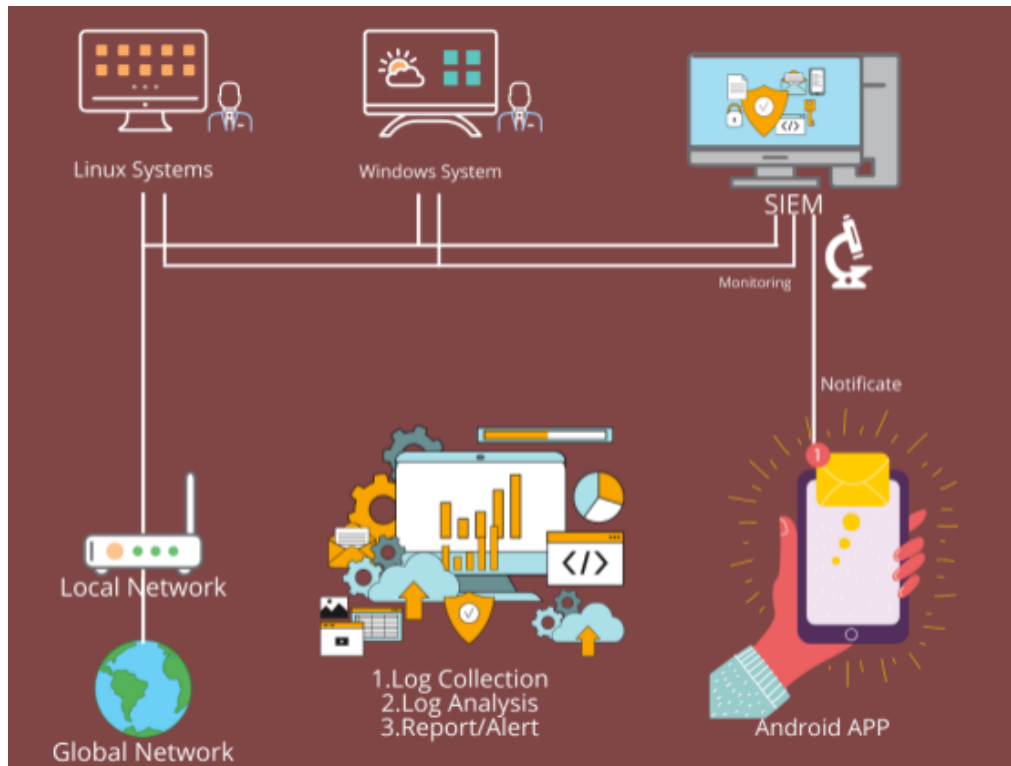 Linux Systems
Windows System
SIEM
Monitoring
Notificate
1
</>
</>
Local Network
1.Log Collection
2.Log Analysis
3.Report/Alert
Android APP
Global Network